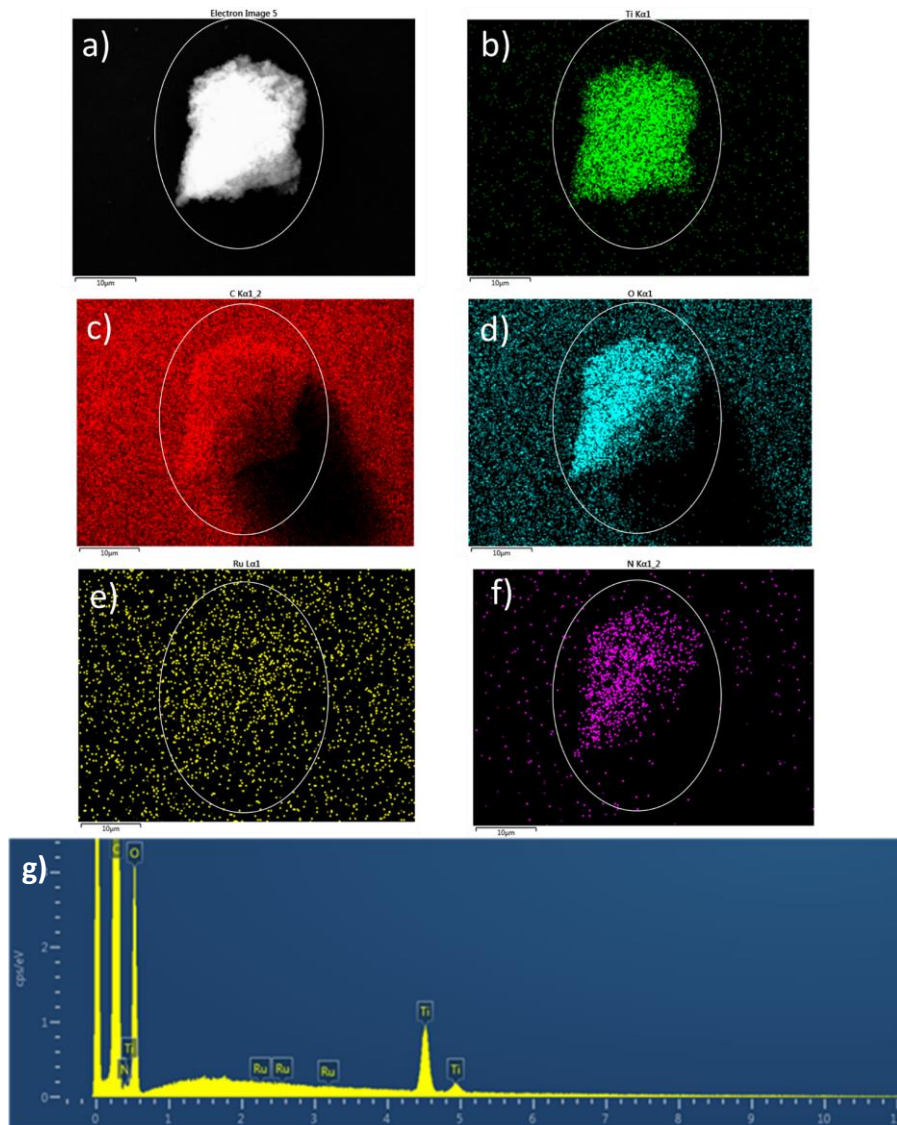 Electron Image 5
a)
10μm
Ti Kα1
b)
10μm
C Kα1_2
c)
10μm
O Kα1
d)
10μm
Ru Lα1
e)
10μm
N Kα1_2
f)
10μm
g)
cps/eV
2
1
0
C
O
N
Ti
Ru
Ru
Ru
Ti
Ti
0 1 2 3 4 5 6 7 8 9 10